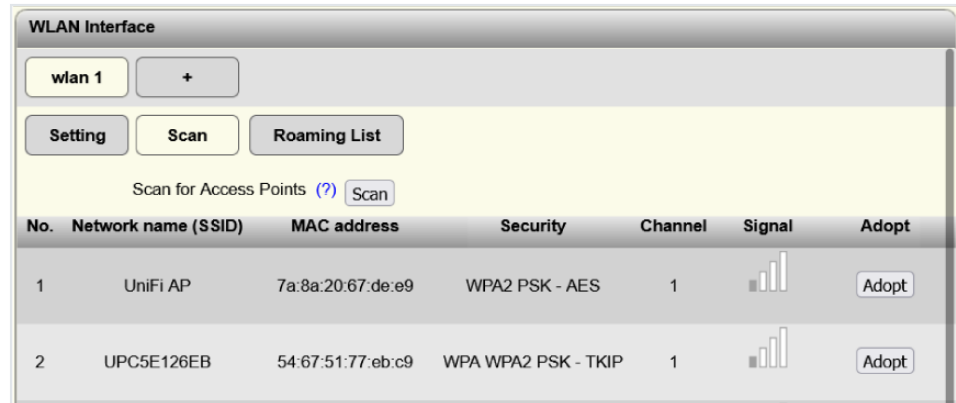 WLAN Interface
wlan 1 +
Setting Scan Roaming List
Scan for Access Points (?) Scan
No. Network name (SSID) MAC address Security Channel Signal Adopt
1 UniFi AP 7a:8a:20:67:de:e9 WPA2 PSK - AES 1 Adopt
2 UPC5E126EB 54:67:51:77:eb:c9 WPA WPA2 PSK - TKIP 1 Adopt